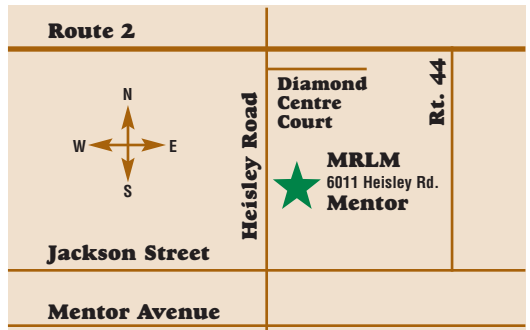 Route 2
N
W
E
S
Heisley Road
Diamond
Centre
Court
Rt. 44
MRLM
6011 Heisley Rd.
Mentor
Jackson Street
Mentor Avenue